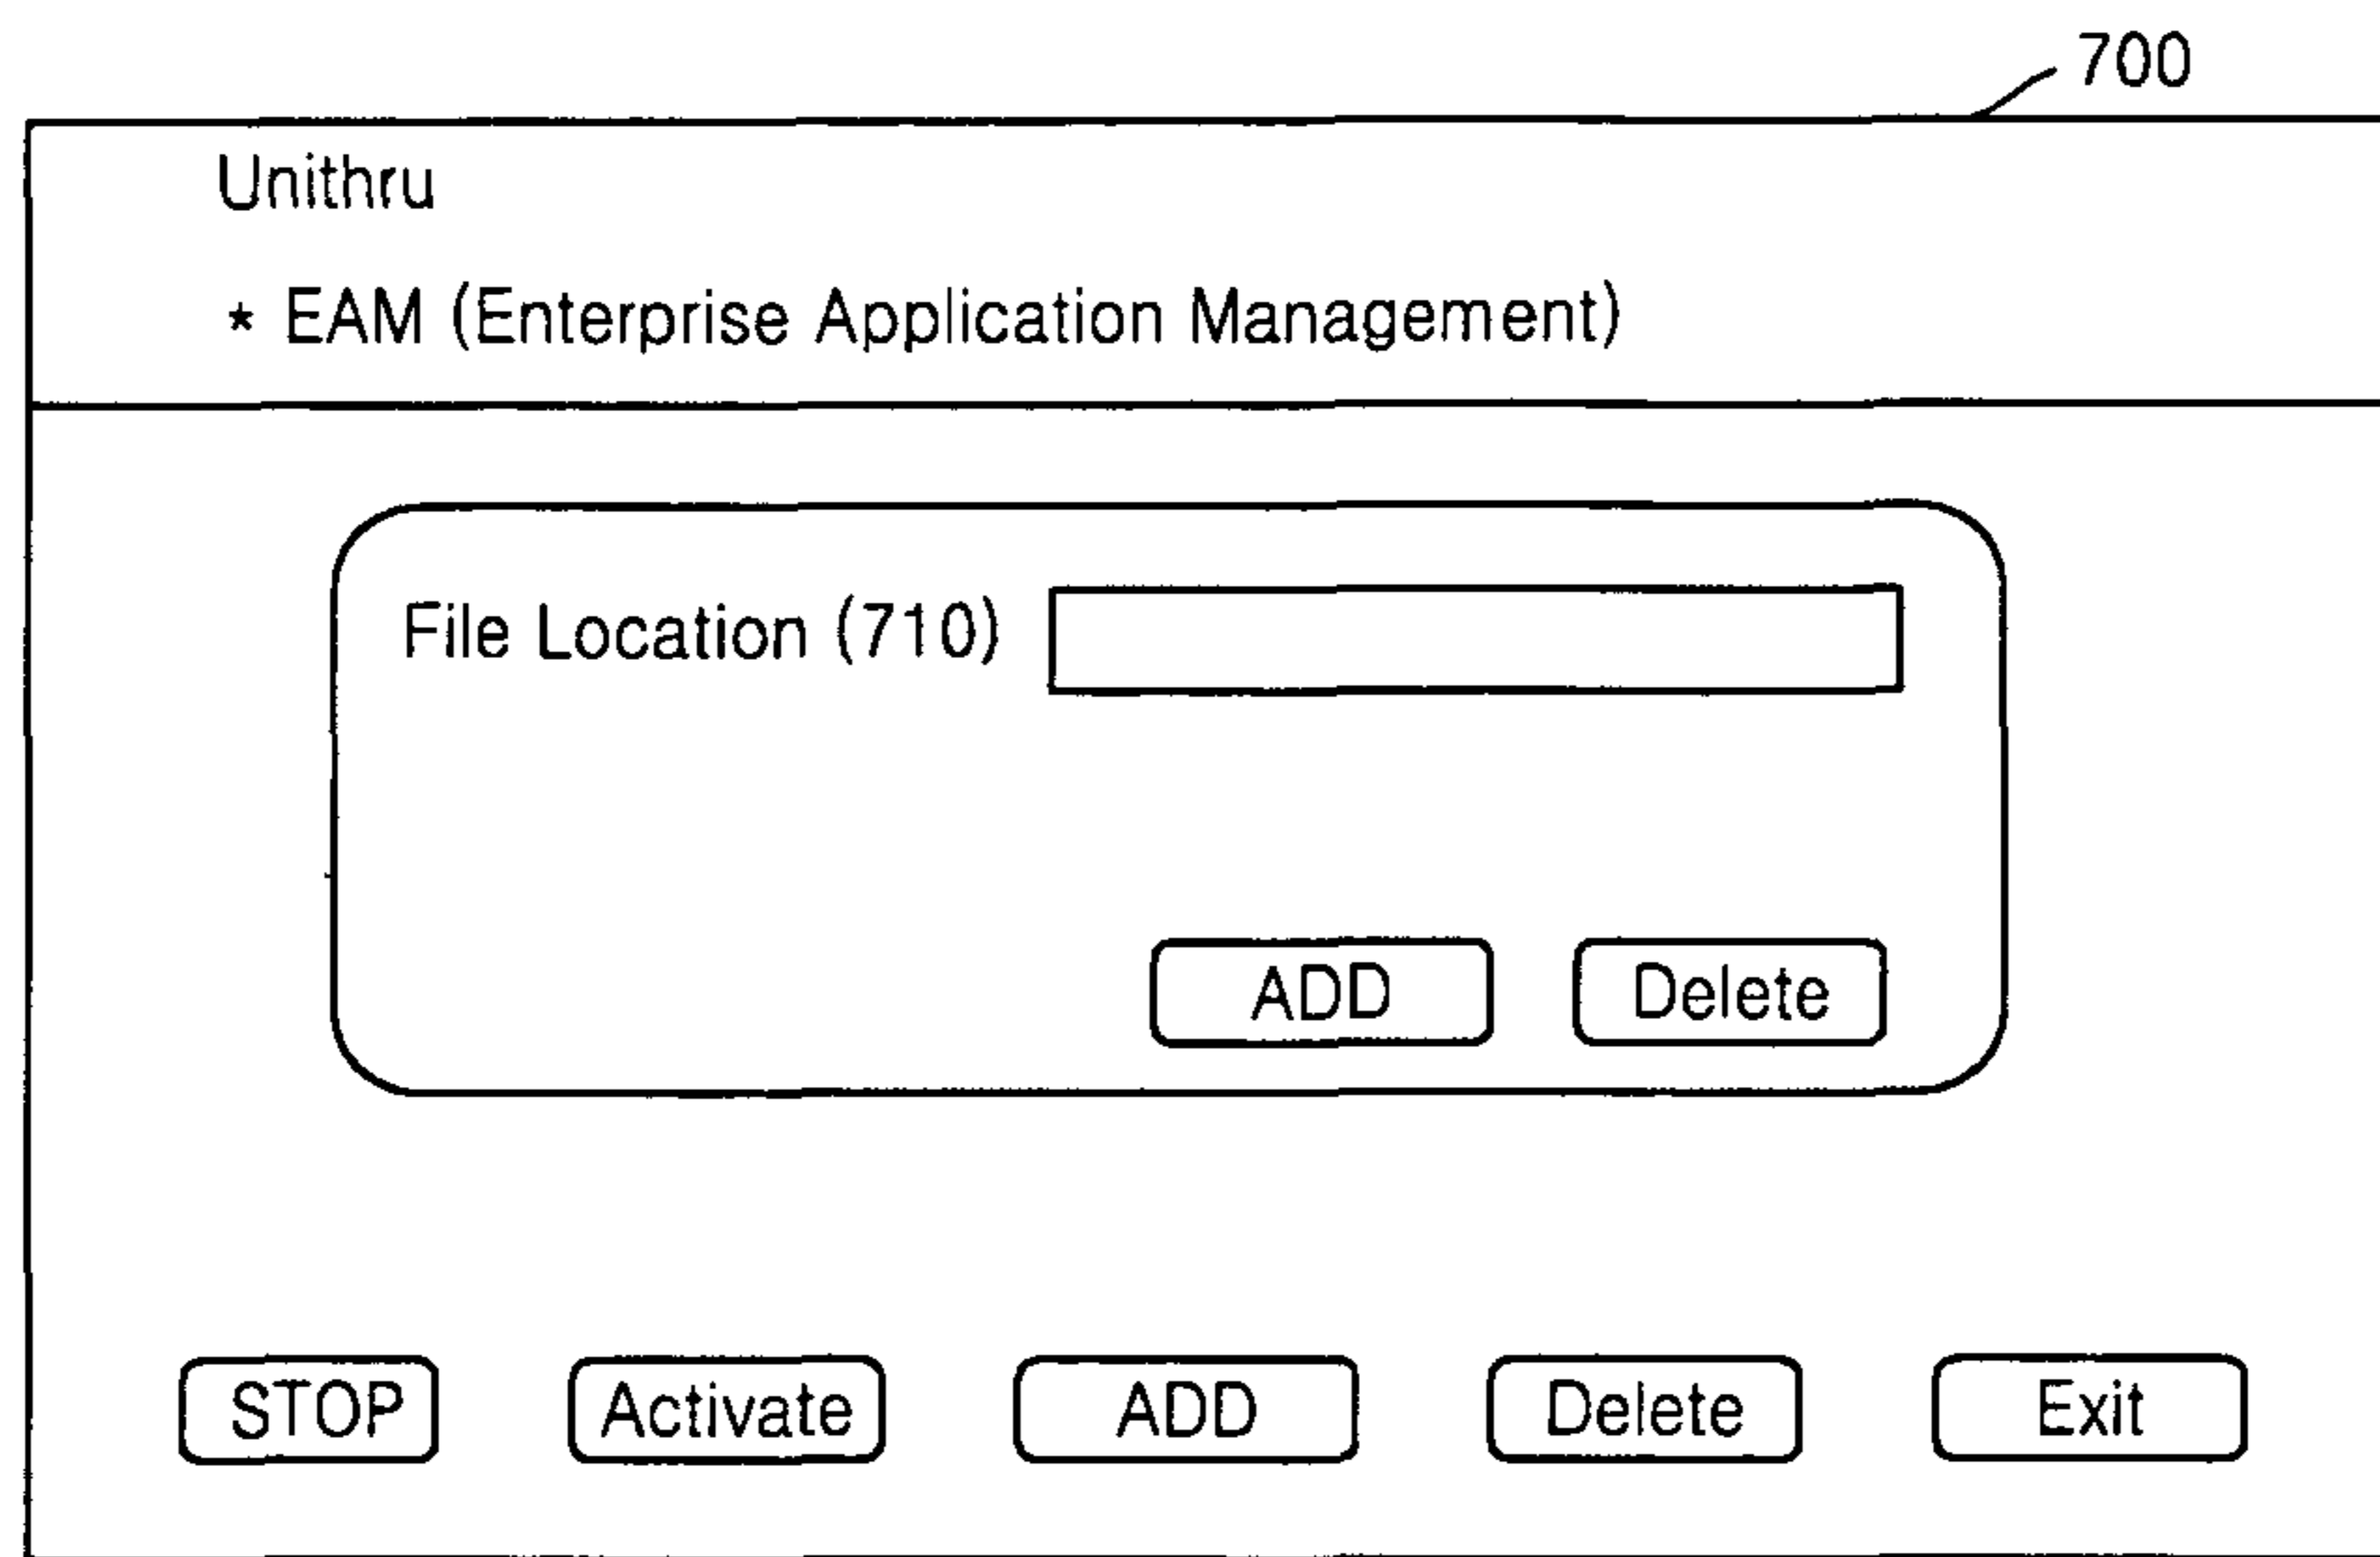 700
Unithru
* EAM (Enterprise Application Management)
File Location (710)
ADD Delete
STOP Activate ADD Delete Exit